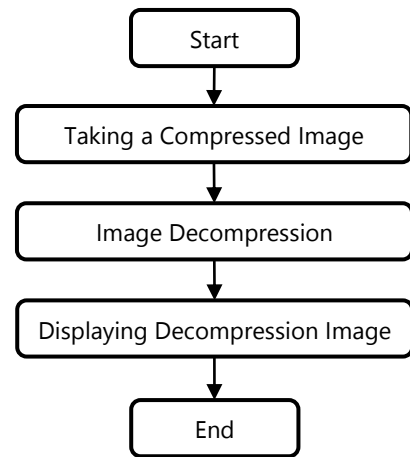 Start
Taking a Compressed Image
Image Decompression
Displaying Decompression Image
End